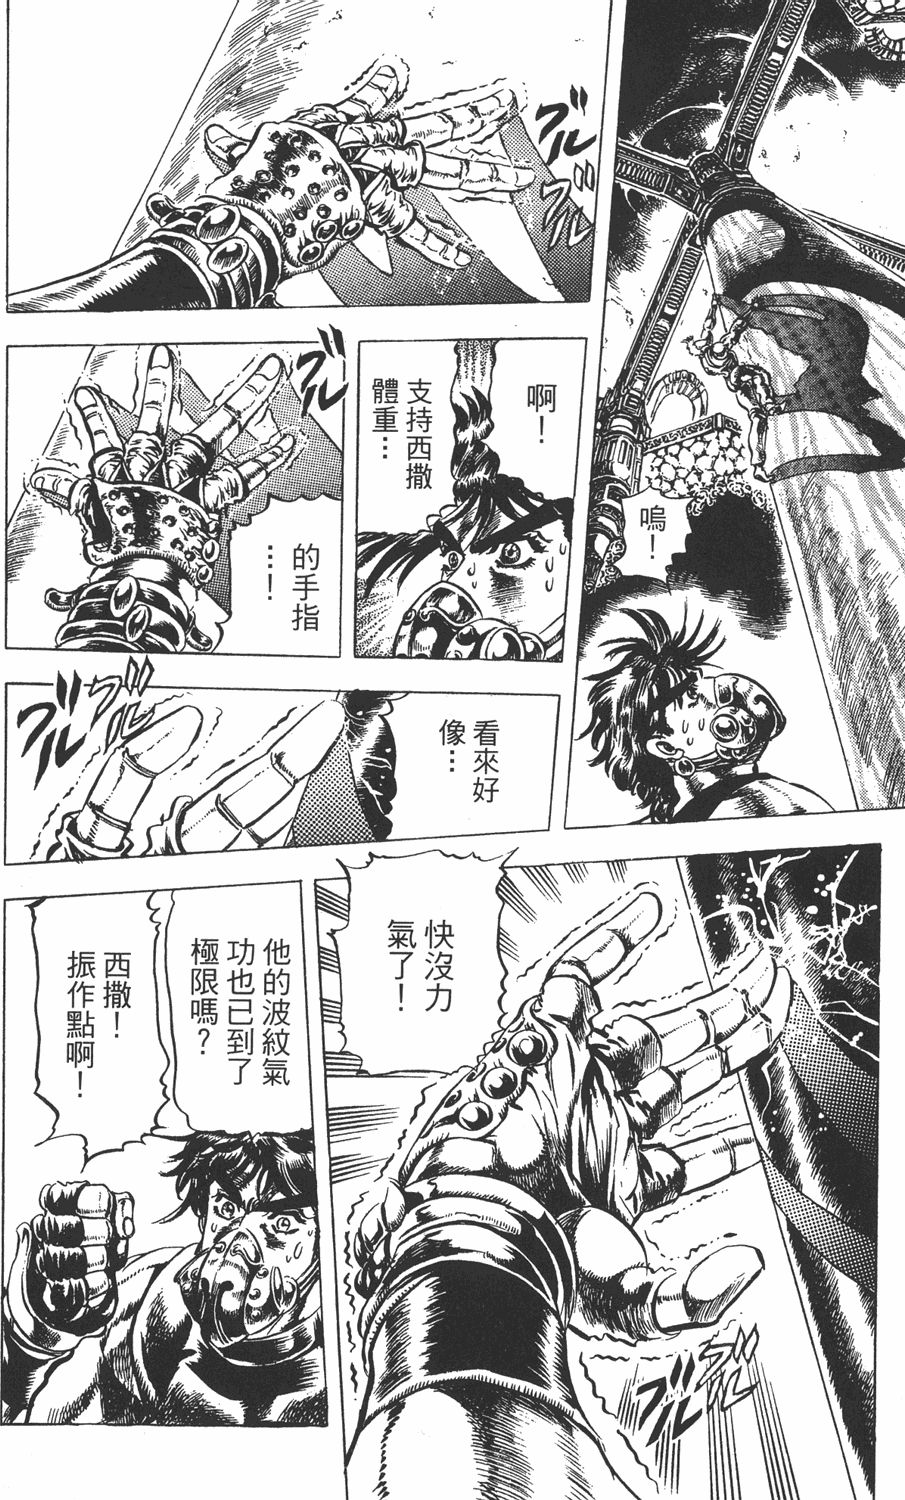 嗚！
ブル
ブル
啊！
支持西撒
體重…
ブル
的手指
…！
ブル
ブル
看來好
像…
快沒力
氣了！
ブル
ブル
他的波紋氣
功也已到了
極限嗎？
西撒！
振作點啊！